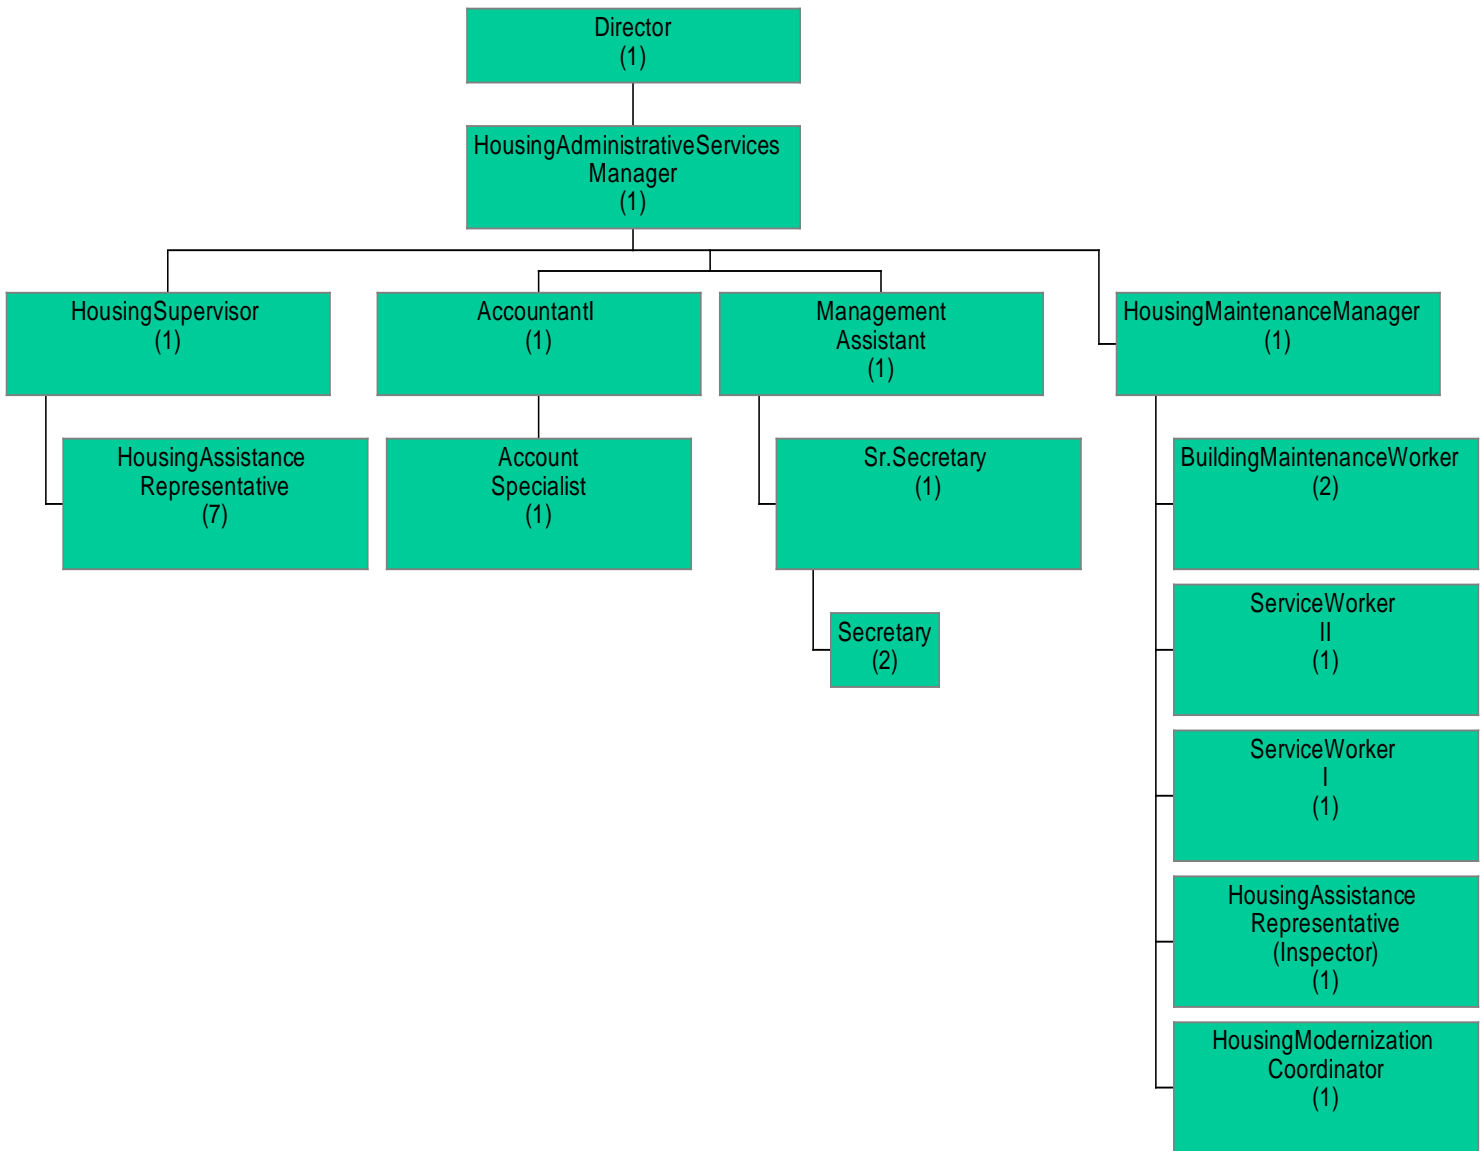 Director
(1)
HousingAdministrativeServices
Manager
(1)
HousingSupervisor
(1)
AccountantI
(1)
Management
Assistant
(1)
HousingMaintenanceManager
(1)
HousingAssistance
Representative
(7)
Account
Specialist
(1)
Sr.Secretary
(1)
BuildingMaintenanceWorker
(2)
Secretary
(2)
ServiceWorker
II
(1)
ServiceWorker
I
(1)
HousingAssistance
Representative
(Inspector)
(1)
HousingModernization
Coordinator
(1)